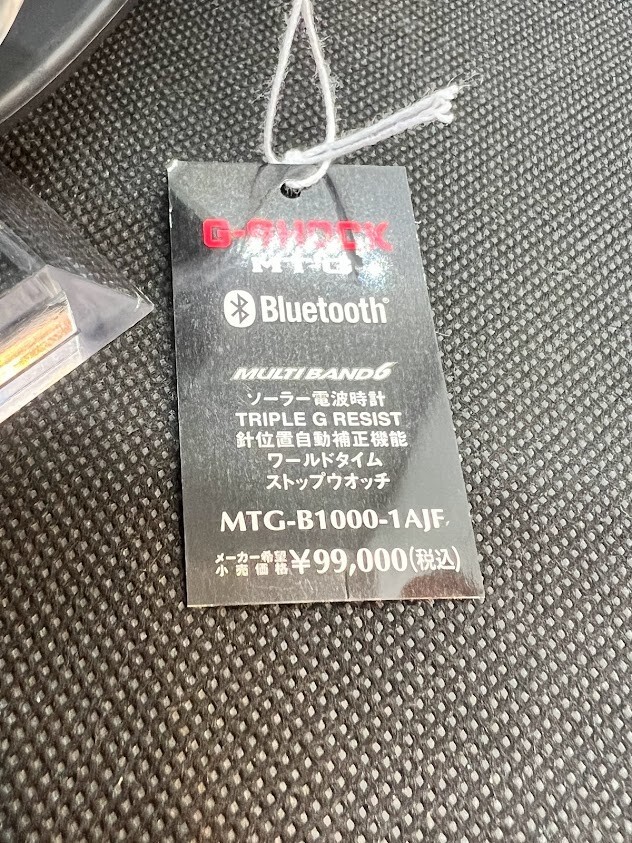 G-SHOCK
MT-G
Bluetooth®
MULTI BAND 6
ソーラー電波時計
TRIPLE G RESIST
針位置自動補正機能
ワールドタイム
ストップウオッチ
MTG-B1000-1AJF
メーカー希望小売価格 ¥99,000(税込)